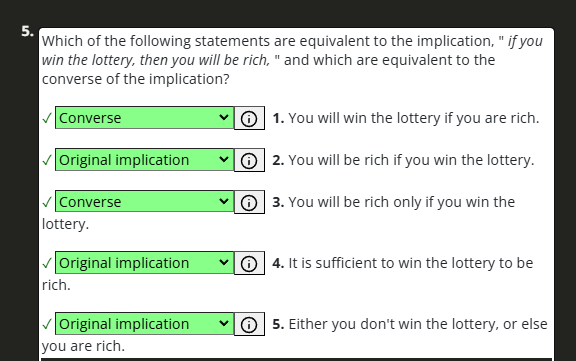 5.
Which of the following statements are equivalent to the implication, " if you
win the lottery, then you will be rich, " and which are equivalent to the
converse of the implication?
✓ Converse 1. You will win the lottery if you are rich.
✓ Original implication 2. You will be rich if you win the lottery.
✓ Converse 3. You will be rich only if you win the
lottery.
✓ Original implication 4. It is sufficient to win the lottery to be
rich.
✓ Original implication 5. Either you don't win the lottery, or else
you are rich.